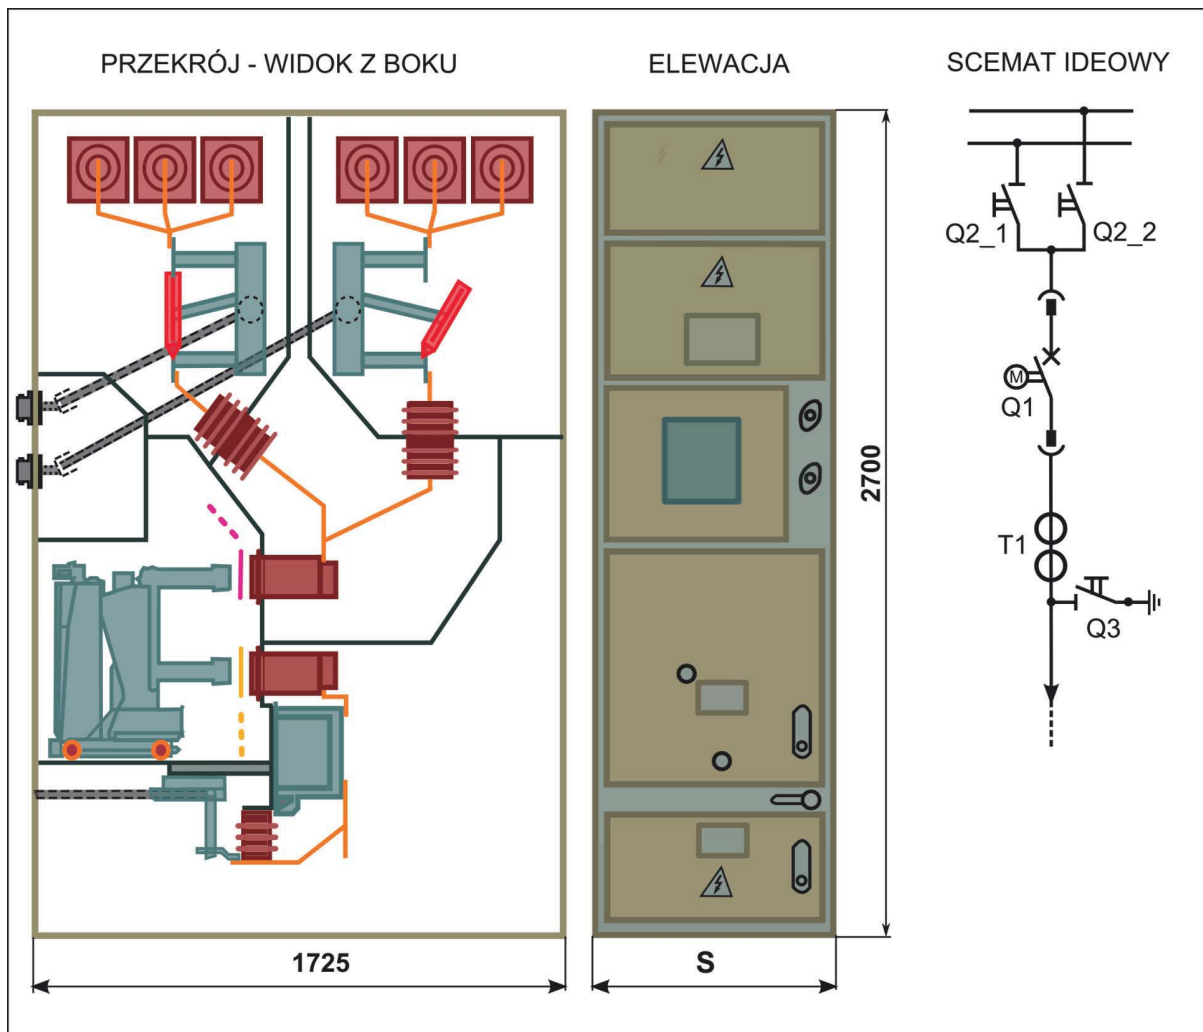 PRZEKRÓJ - WIDOK Z BOKU
ELEWACJA
SCEMAT IDEOWY
Q2_1
Q2_2
M
Q1
2700
T1
Q3
1725
S